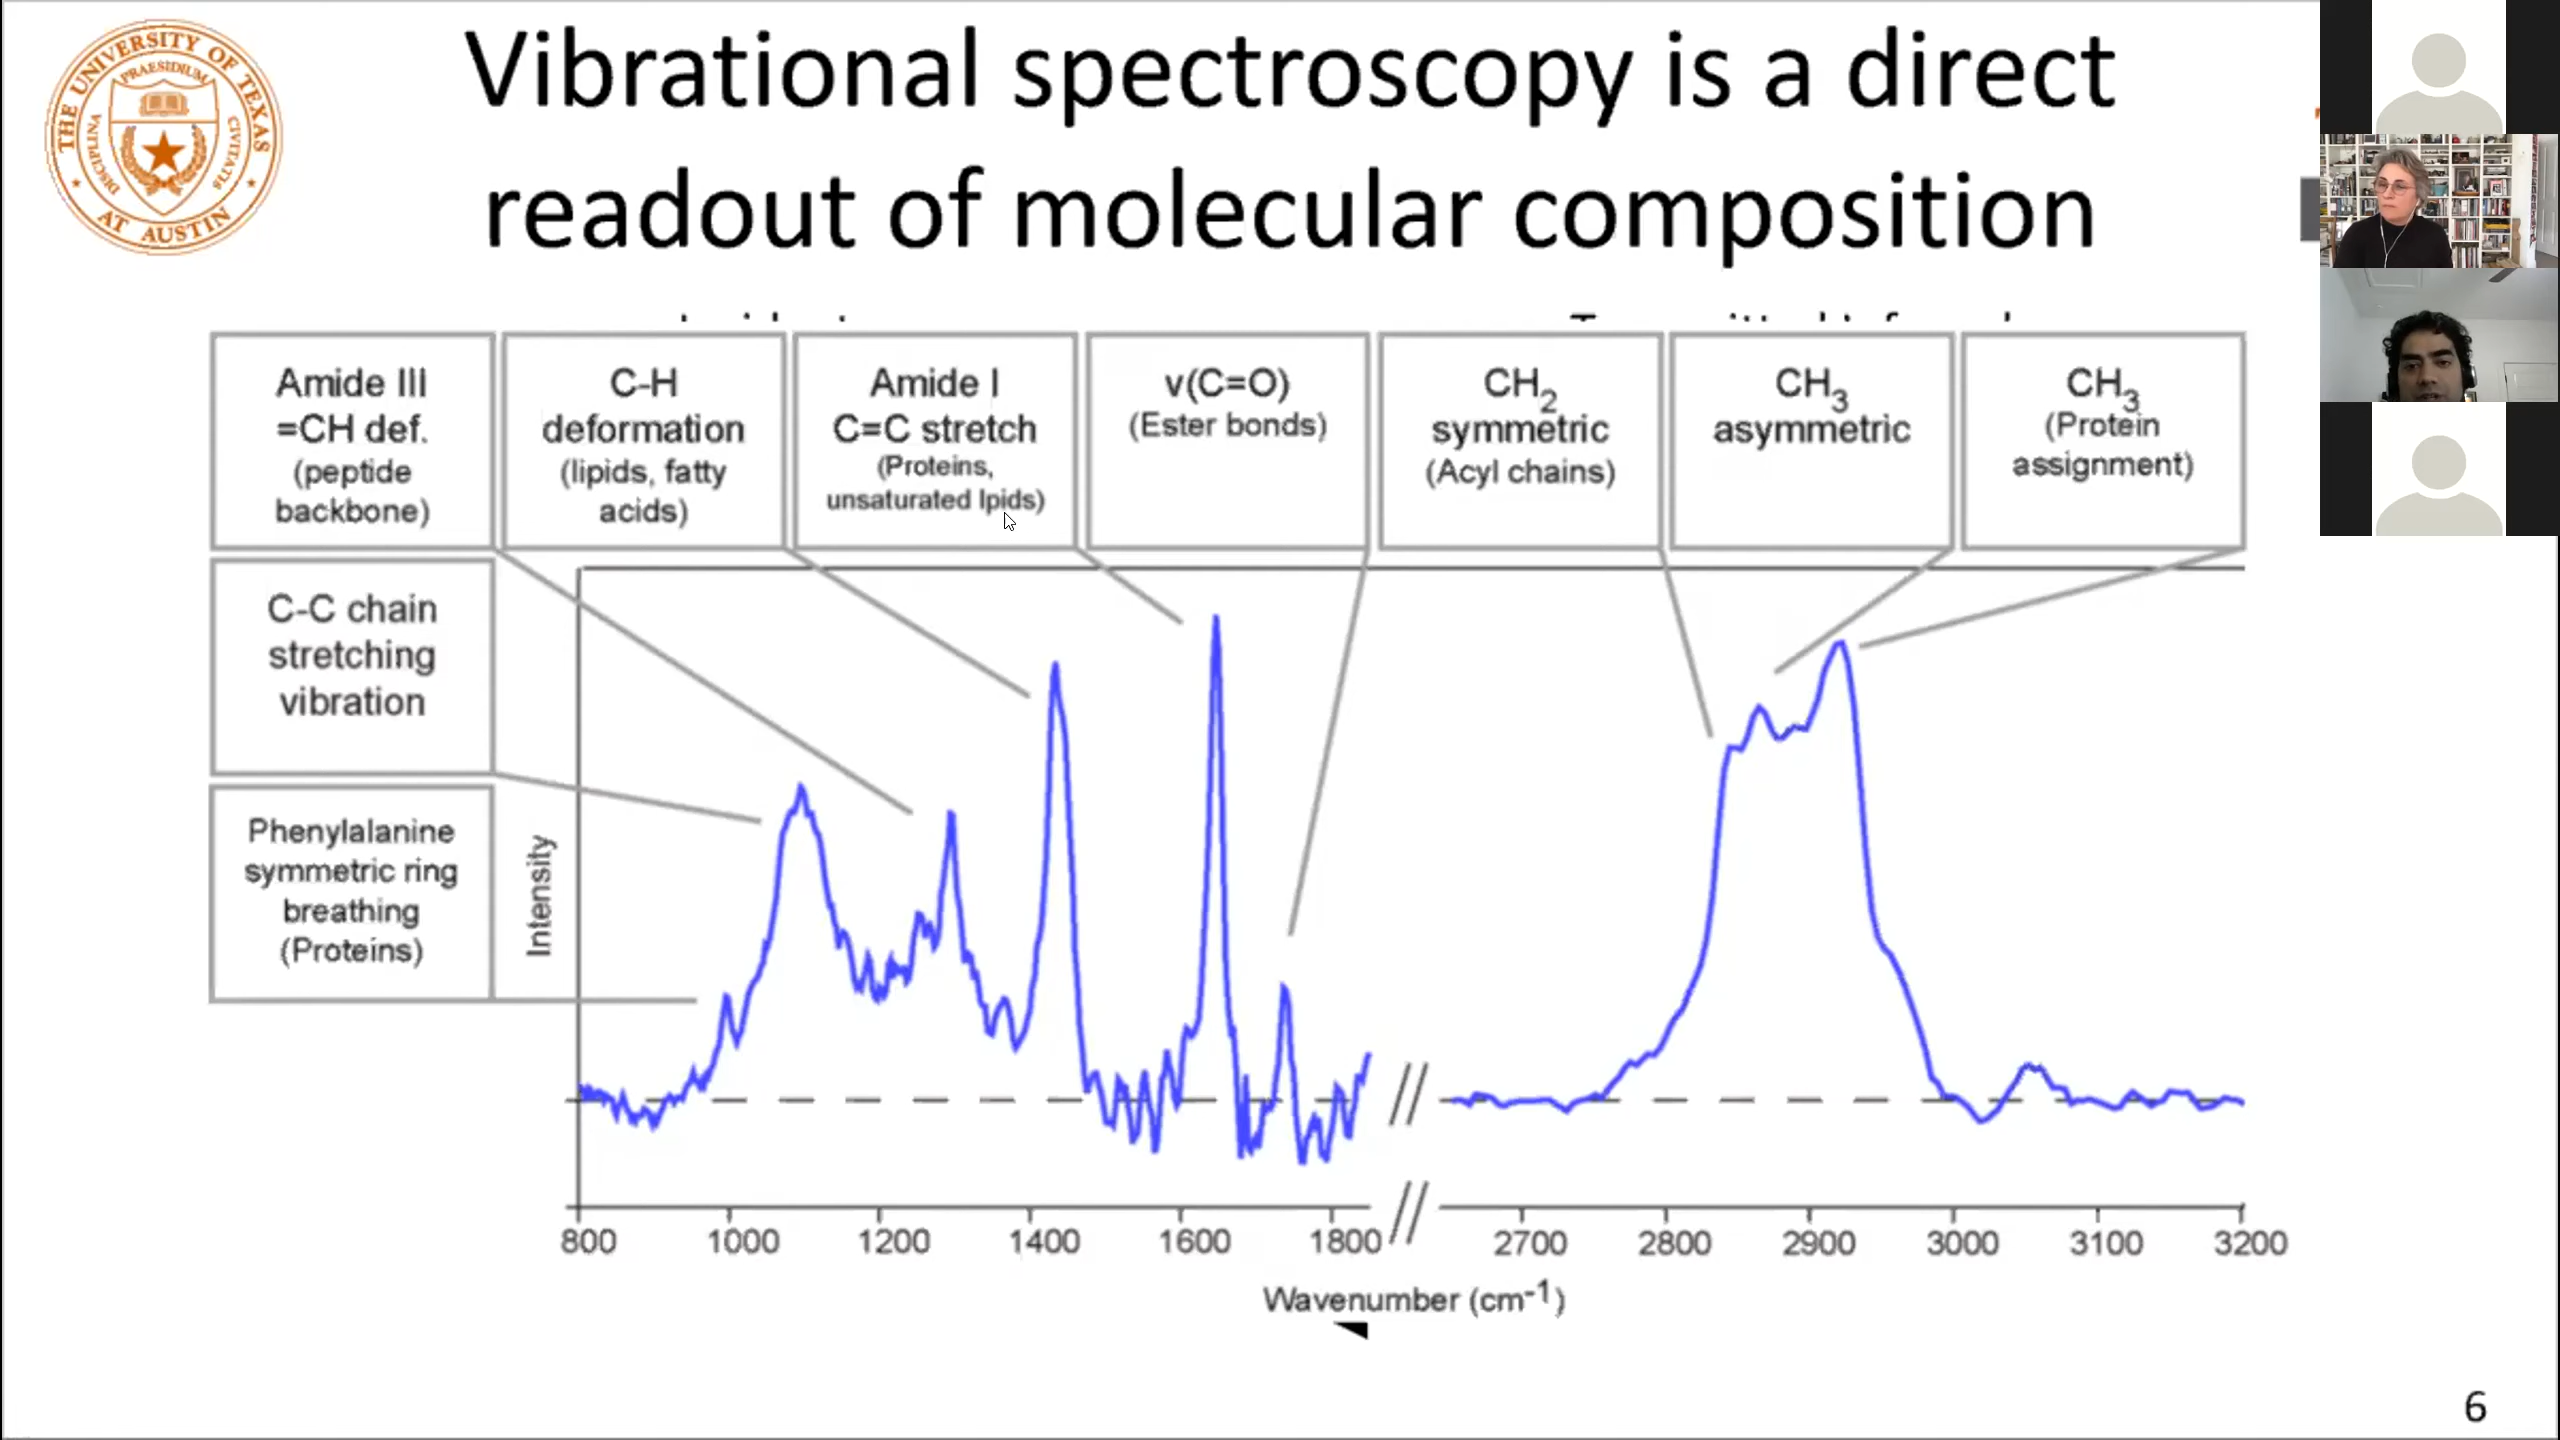 Vibrational spectroscopy is a direct
readout of molecular composition
THE UNIVERSITY OF TEXAS
AT AUSTIN
PRAESIDIUM
DISCIPLINA
CIVITATIS
Amide III
=CH def.
(peptide
backbone)
C-H
deformation
(lipids, fatty
acids)
Amide I
C=C stretch
(Proteins,
unsaturated lpids)
v(C=O)
(Ester bonds)
CH2
symmetric
(Acyl chains)
CH3
asymmetric
CH3
(Protein
assignment)
C-C chain
stretching
vibration
Phenylalanine
symmetric ring
breathing
(Proteins)
Intensity
800 1000 1200 1400 1600 1800 2700 2800 2900 3000 3100 3200
Wavenumber (cm-1)
6